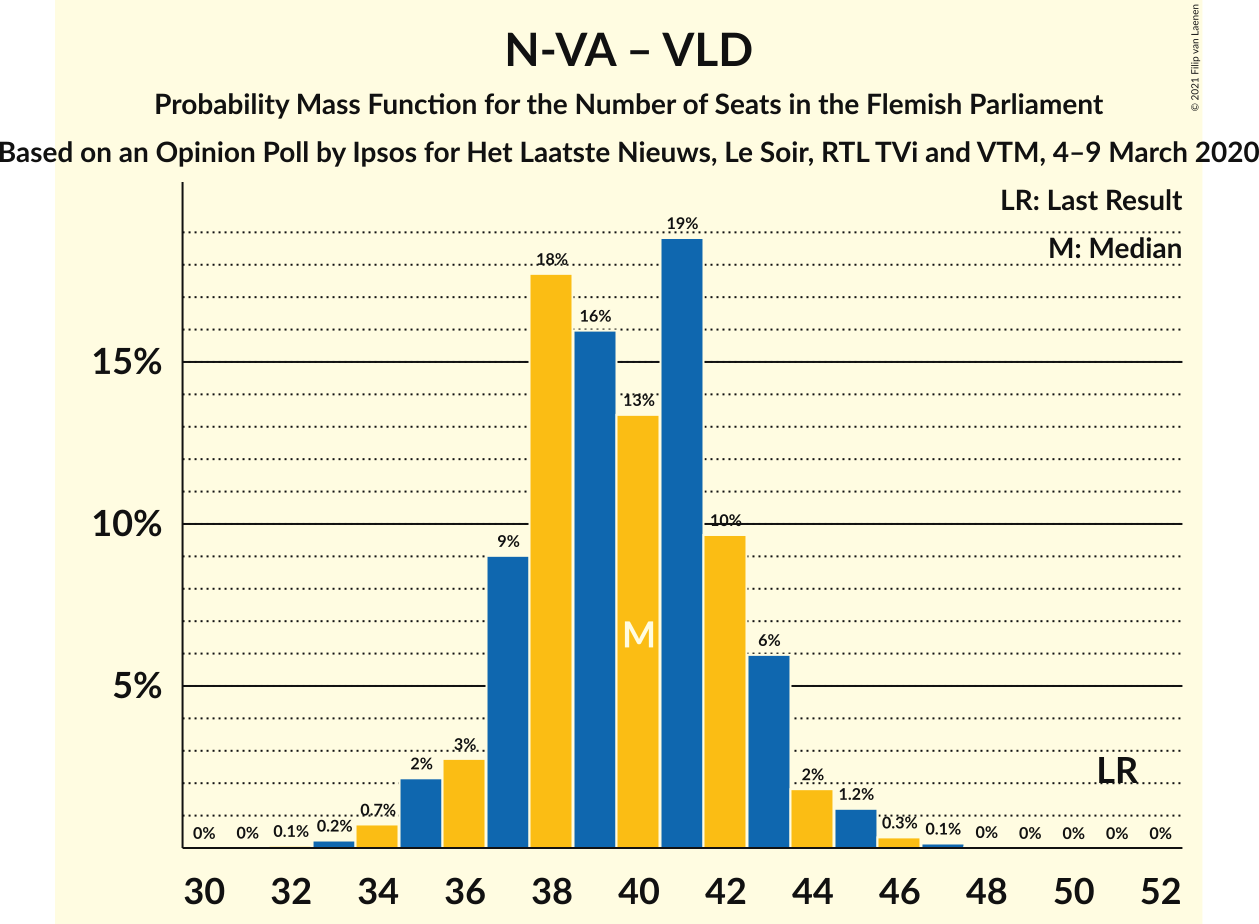 N-VA – VLD
Probability Mass Function for the Number of Seats in the Flemish Parliament
Based on an Opinion Poll by Ipsos for Het Laatste Nieuws, Le Soir, RTL TVi and VTM, 4–9 March 2020
© 2021 Filip van Laenen
LR: Last Result
M: Median
15%
10%
5%
0% 0% 0.1% 0.2% 0.7% 2% 3% 9% 18% 16% 13% 19% 10% 6% 2% 1.2% 0.3% 0.1% 0% 0% 0% 0% 0%
M
LR
30 32 34 36 38 40 42 44 46 48 50 52